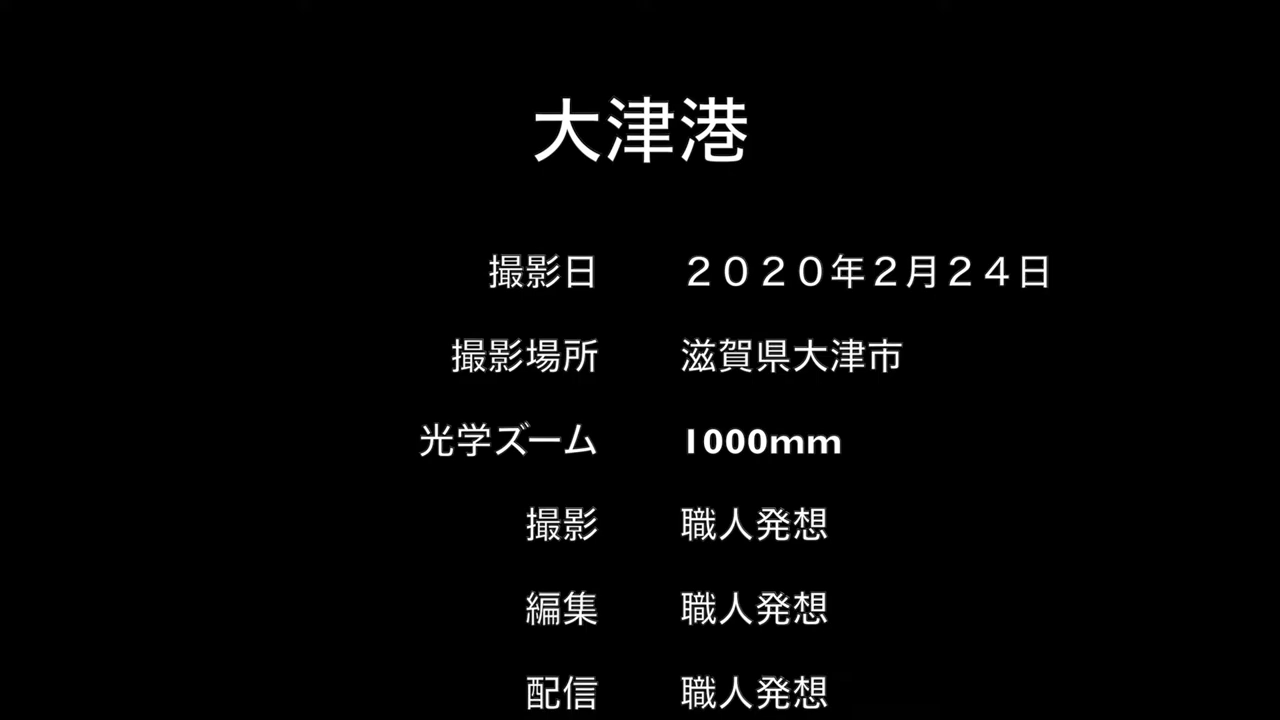 大津港
撮影日 ２０２０年２月２４日
撮影場所 滋賀県大津市
光学ズーム 1000mm
撮影 職人発想
編集 職人発想
配信 職人発想